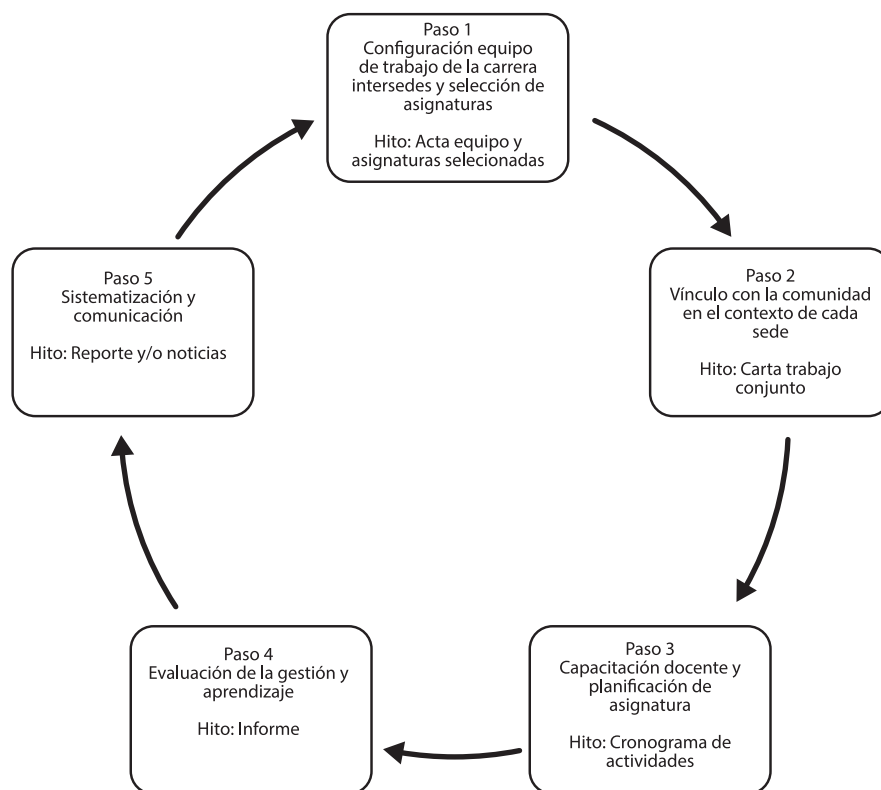 Paso 1
Configuración equipo
de trabajo de la carrera
intersedes y selección de
asignaturas
Hito: Acta equipo y
asignaturas selecionadas
Paso 2
Vínculo con la comunidad
en el contexto de cada
sede
Hito: Carta trabajo
conjunto
Paso 3
Capacitación docente y
planificación de
asignatura
Hito: Cronograma de
actividades
Paso 4
Evaluación de la gestión y
aprendizaje
Hito: Informe
Paso 5
Sistematización y
comunicación
Hito: Reporte y/o noticias